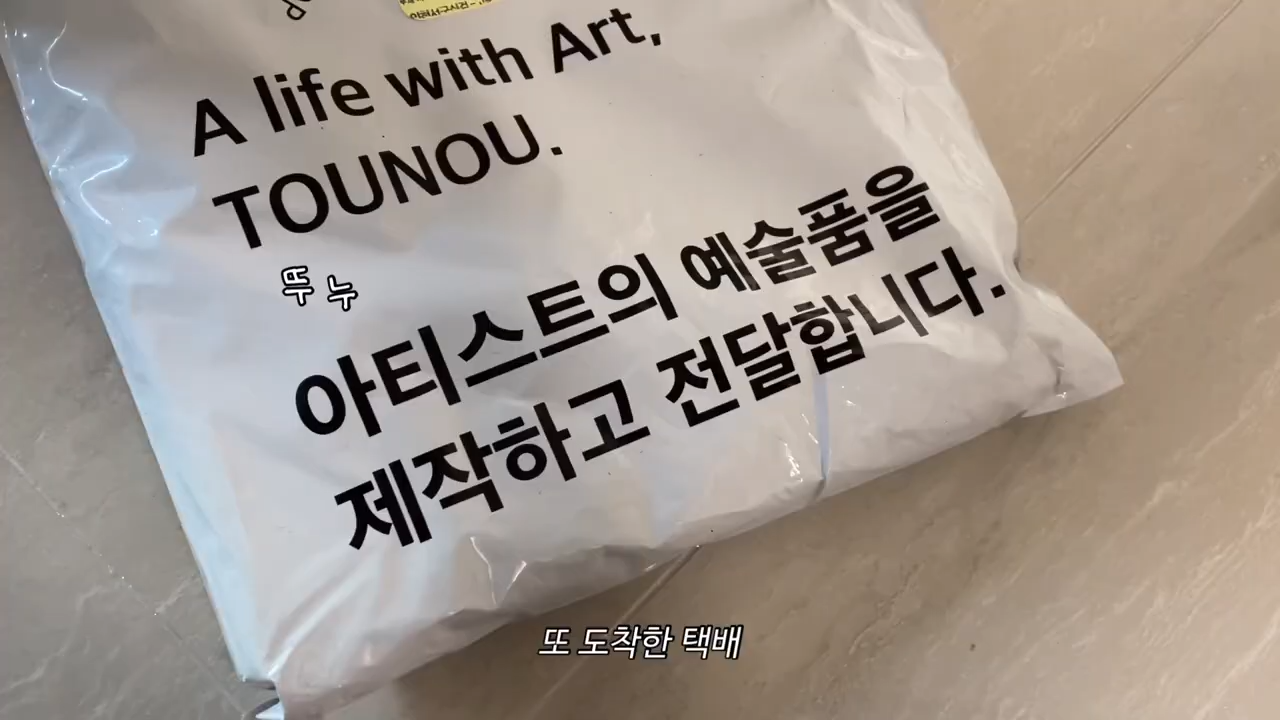 A life with Art,
TOUNOU.
뚜누
아티스트의 예술품을
제작하고 전달합니다.
또 도착한 택배